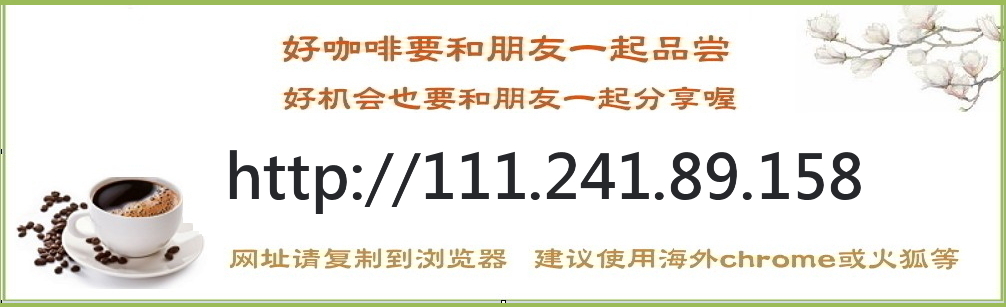 好咖啡要和朋友一起品尝
好机会也要和朋友一起分享喔
http://111.241.89.158
网址请复制到浏览器 建议使用海外chrome或火狐等